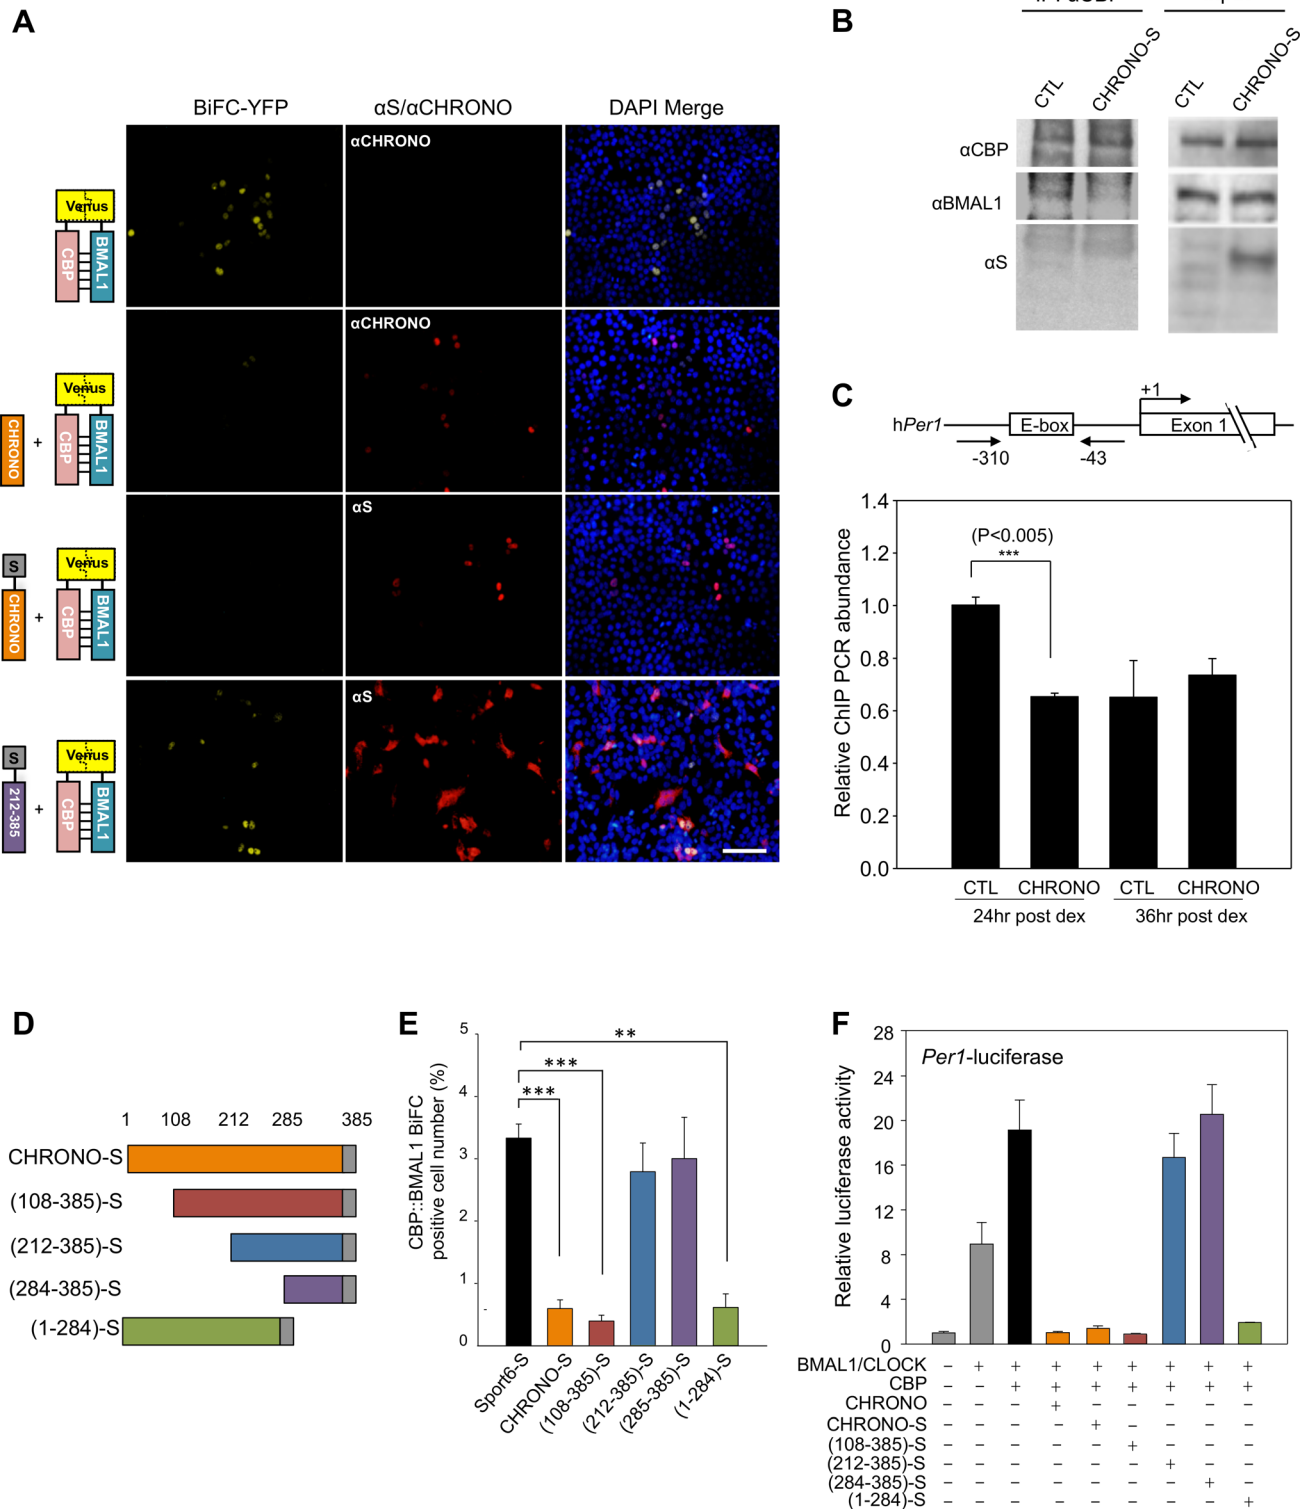 A
BiFC-YFP αS/αCHRONO DAPI Merge
αCHRONO
Venus
CBP BMAL1
αCHRONO
Venus
CHRONO + CBP BMAL1
αS
S Venus
CHRONO + CBP BMAL1
αS
S Venus
212-385 + CBP BMAL1
B
CTL CHRONO-S CTL CHRONO-S
αCBP
αBMAL1
αS
C
+1
hPer1 E-box Exon 1
-310 -43
Relative ChIP PCR abundance
1.4
1.2
1.0
0.8
0.6
0.4
0.2
0.0
(P<0.005)
***
CTL CHRONO CTL CHRONO
24hr post dex 36hr post dex
D
1 108 212 285 385
CHRONO-S
(108-385)-S
(212-385)-S
(284-385)-S
(1-284)-S
E
CBP::BMAL1 BiFC
positive cell number (%)
5
4
3
2
1
0
**
***
***
Sport6-S
CHRONO-S
(108-385)-S
(212-385)-S
(285-385)-S
(1-284)-S
F
Per1-luciferase
Relative luciferase activity
28
24
20
16
12
8
4
0
BMAL1/CLOCK − + + + + + + + +
CBP − − + + + + + + +
CHRONO − − − + − − − − −
CHRONO-S − − − − + − − − −
(108-385)-S − − − − − + − − −
(212-385)-S − − − − − − + − −
(284-385)-S − − − − − − − + −
(1-284)-S − − − − − − − − +